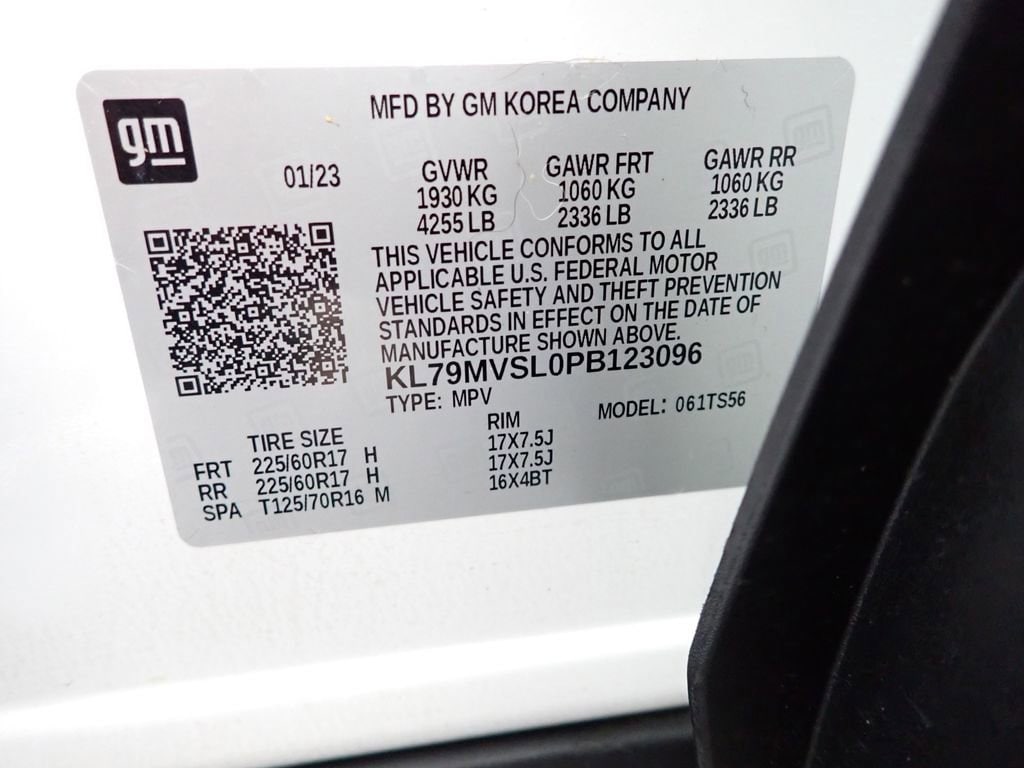 gm
MFD BY GM KOREA COMPANY
01/23
GVWR GAWR FRT GAWR RR
1930 KG 1060 KG 1060 KG
4255 LB 2336 LB 2336 LB
THIS VEHICLE CONFORMS TO ALL
APPLICABLE U.S. FEDERAL MOTOR
VEHICLE SAFETY AND THEFT PREVENTION
STANDARDS IN EFFECT ON THE DATE OF
MANUFACTURE SHOWN ABOVE.
KL79MVSL0PB123096
TYPE: MPV MODEL: 061TS56
TIRE SIZE RIM
FRT 225/60R17 H 17X7.5J
RR 225/60R17 H 17X7.5J
SPA T125/70R16 M 16X4BT